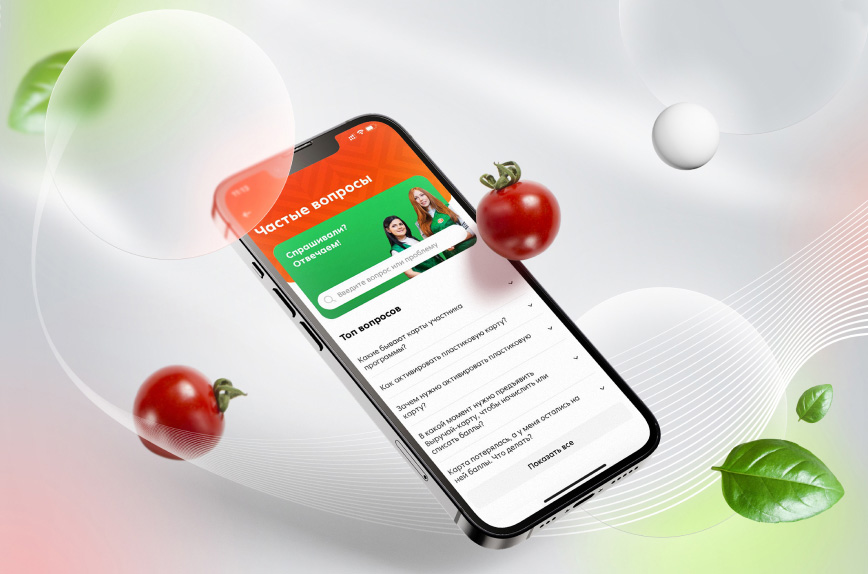 Частые вопросы
Спрашивали?
Отвечаем!
Введите вопрос или проблему
Топ вопросов
Какие бывают карты участника
программы?
Как активировать пластиковую карту?
Зачем нужно активировать пластиковую
карту?
В какой момент нужно предъявить
Выручай-карту, чтобы начислить или
списать баллы?
Карта потерялась, а у меня остались на
ней баллы. Что делать?
Показать все